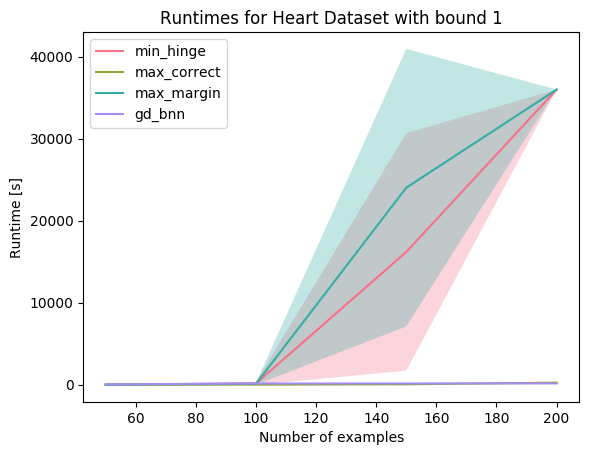 Runtimes for Heart Dataset with bound 1
min_hinge
max_correct
max_margin
gd_bnn
40000
30000
20000
10000
0
Runtime [s]
60 80 100 120 140 160 180 200
Number of examples